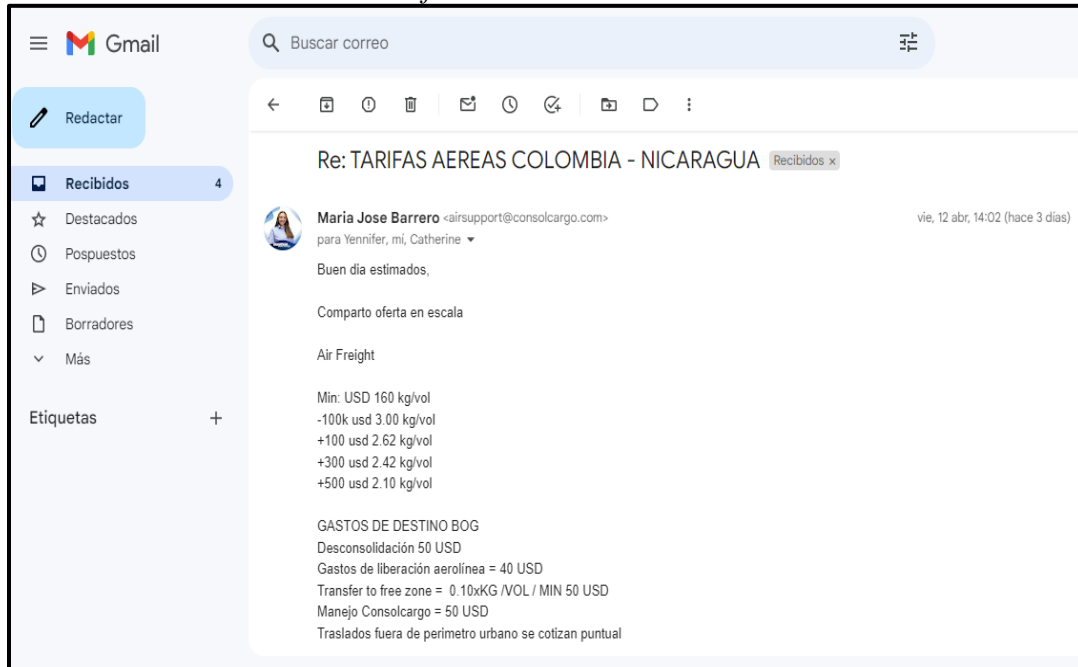 Gmail
Buscar correo
Redactar
Recibidos 4
Destacados
Pospuestos
Enviados
Borradores
Más
Etiquetas +
Re: TARIFAS AEREAS COLOMBIA - NICARAGUA Recibidos x
Maria Jose Barrero <airsupport@consolcargo.com> vie, 12 abr, 14:02 (hace 3 días)
para Yennifer, mí, Catherine
Buen día estimados,
Comparto oferta en escala
Air Freight
Min: USD 160 kg/vol
-100k usd 3.00 kg/vol
+100 usd 2.62 kg/vol
+300 usd 2.42 kg/vol
+500 usd 2.10 kg/vol
GASTOS DE DESTINO BOG
Desconsolidación 50 USD
Gastos de liberación aerolínea = 40 USD
Transfer to free zone = 0.10xKG /VOL / MIN 50 USD
Manejo Consolcargo = 50 USD
Traslados fuera de perimetro urbano se cotizan puntual